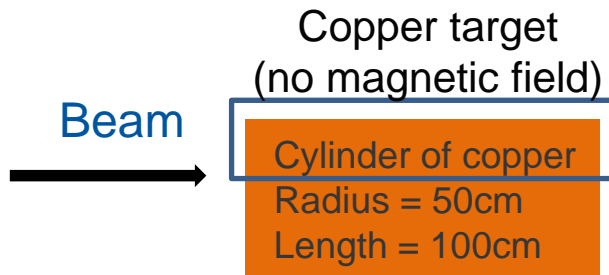 Copper target
(no magnetic field)
Beam
Cylinder of copper
Radius = 50cm
Length = 100cm